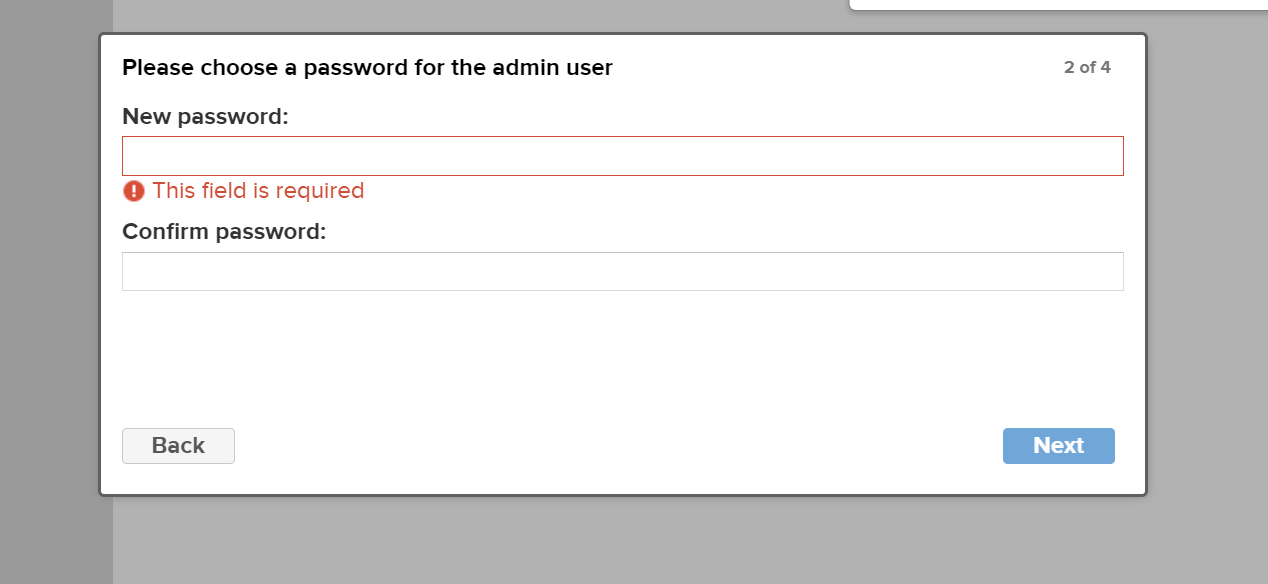 Please choose a password for the admin user
2 of 4
New password:
This field is required
Confirm password:
Back
Next